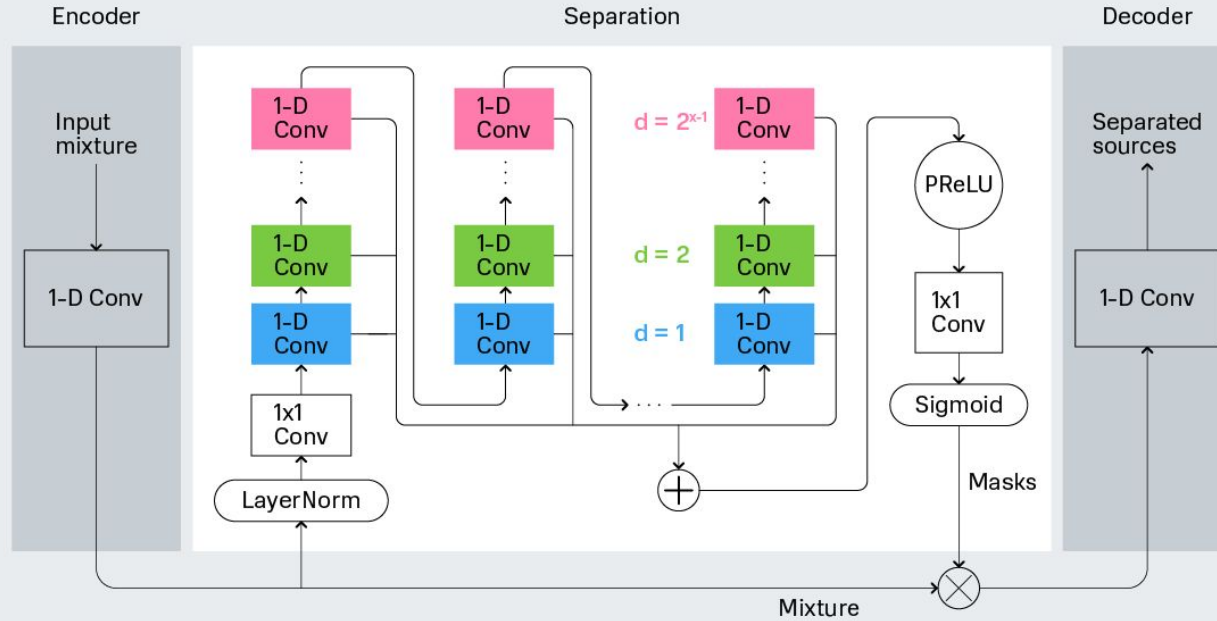 Encoder
Separation
Decoder
Input
mixture
1-D Conv
1-D
Conv
1-D
Conv
1-D
Conv
1x1
Conv
LayerNorm
1-D
Conv
1-D
Conv
1-D
Conv
d = 2^x-1
d = 2
d = 1
1-D
Conv
1-D
Conv
1-D
Conv
PReLU
1x1
Conv
Sigmoid
Masks
Mixture
Separated
sources
1-D Conv